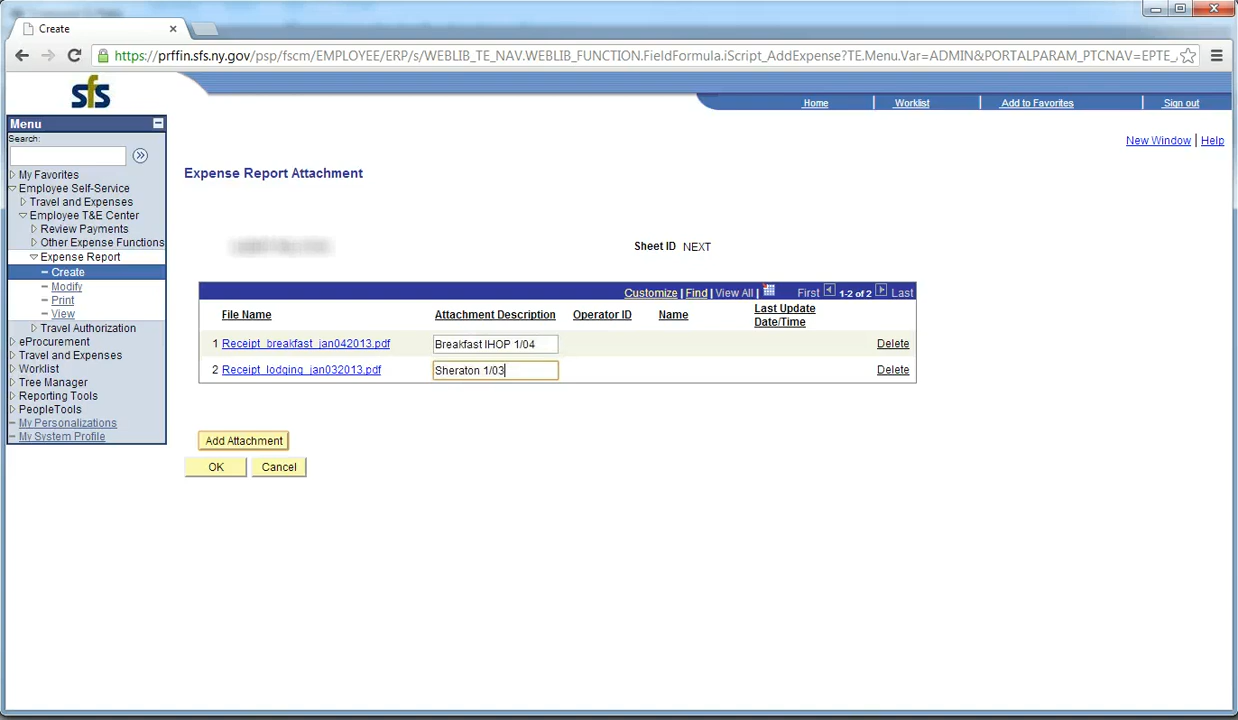 Create
https://prffin.sfs.ny.gov/psp/fscm/EMPLOYEE/ERP/s/WEBLIB_TE_NAV.WEBLIB_FUNCTION.FieldFormula.iScript_AddExpense?TE.Menu.Var=ADMIN&PORTALPARAM_PTCNAV=EPTE_
sfs
Home | Worklist | Add to Favorites | Sign out
New Window | Help
Menu
Search:
My Favorites
Employee Self-Service
Travel and Expenses
Employee T&E Center
Review Payments
Other Expense Functions
Expense Report
Create
Modify
Print
View
Travel Authorization
eProcurement
Travel and Expenses
Worklist
Tree Manager
Reporting Tools
PeopleTools
My Personalizations
My System Profile
Expense Report Attachment
Sheet ID NEXT
Customize | Find | View All | First 1-2 of 2 Last
File Name Attachment Description Operator ID Name Last Update Date/Time
1 Receipt_breakfast_jan042013.pdf Breakfast IHOP 1/04 Delete
2 Receipt_lodging_jan032013.pdf Sheraton 1/03 Delete
Add Attachment
OK Cancel